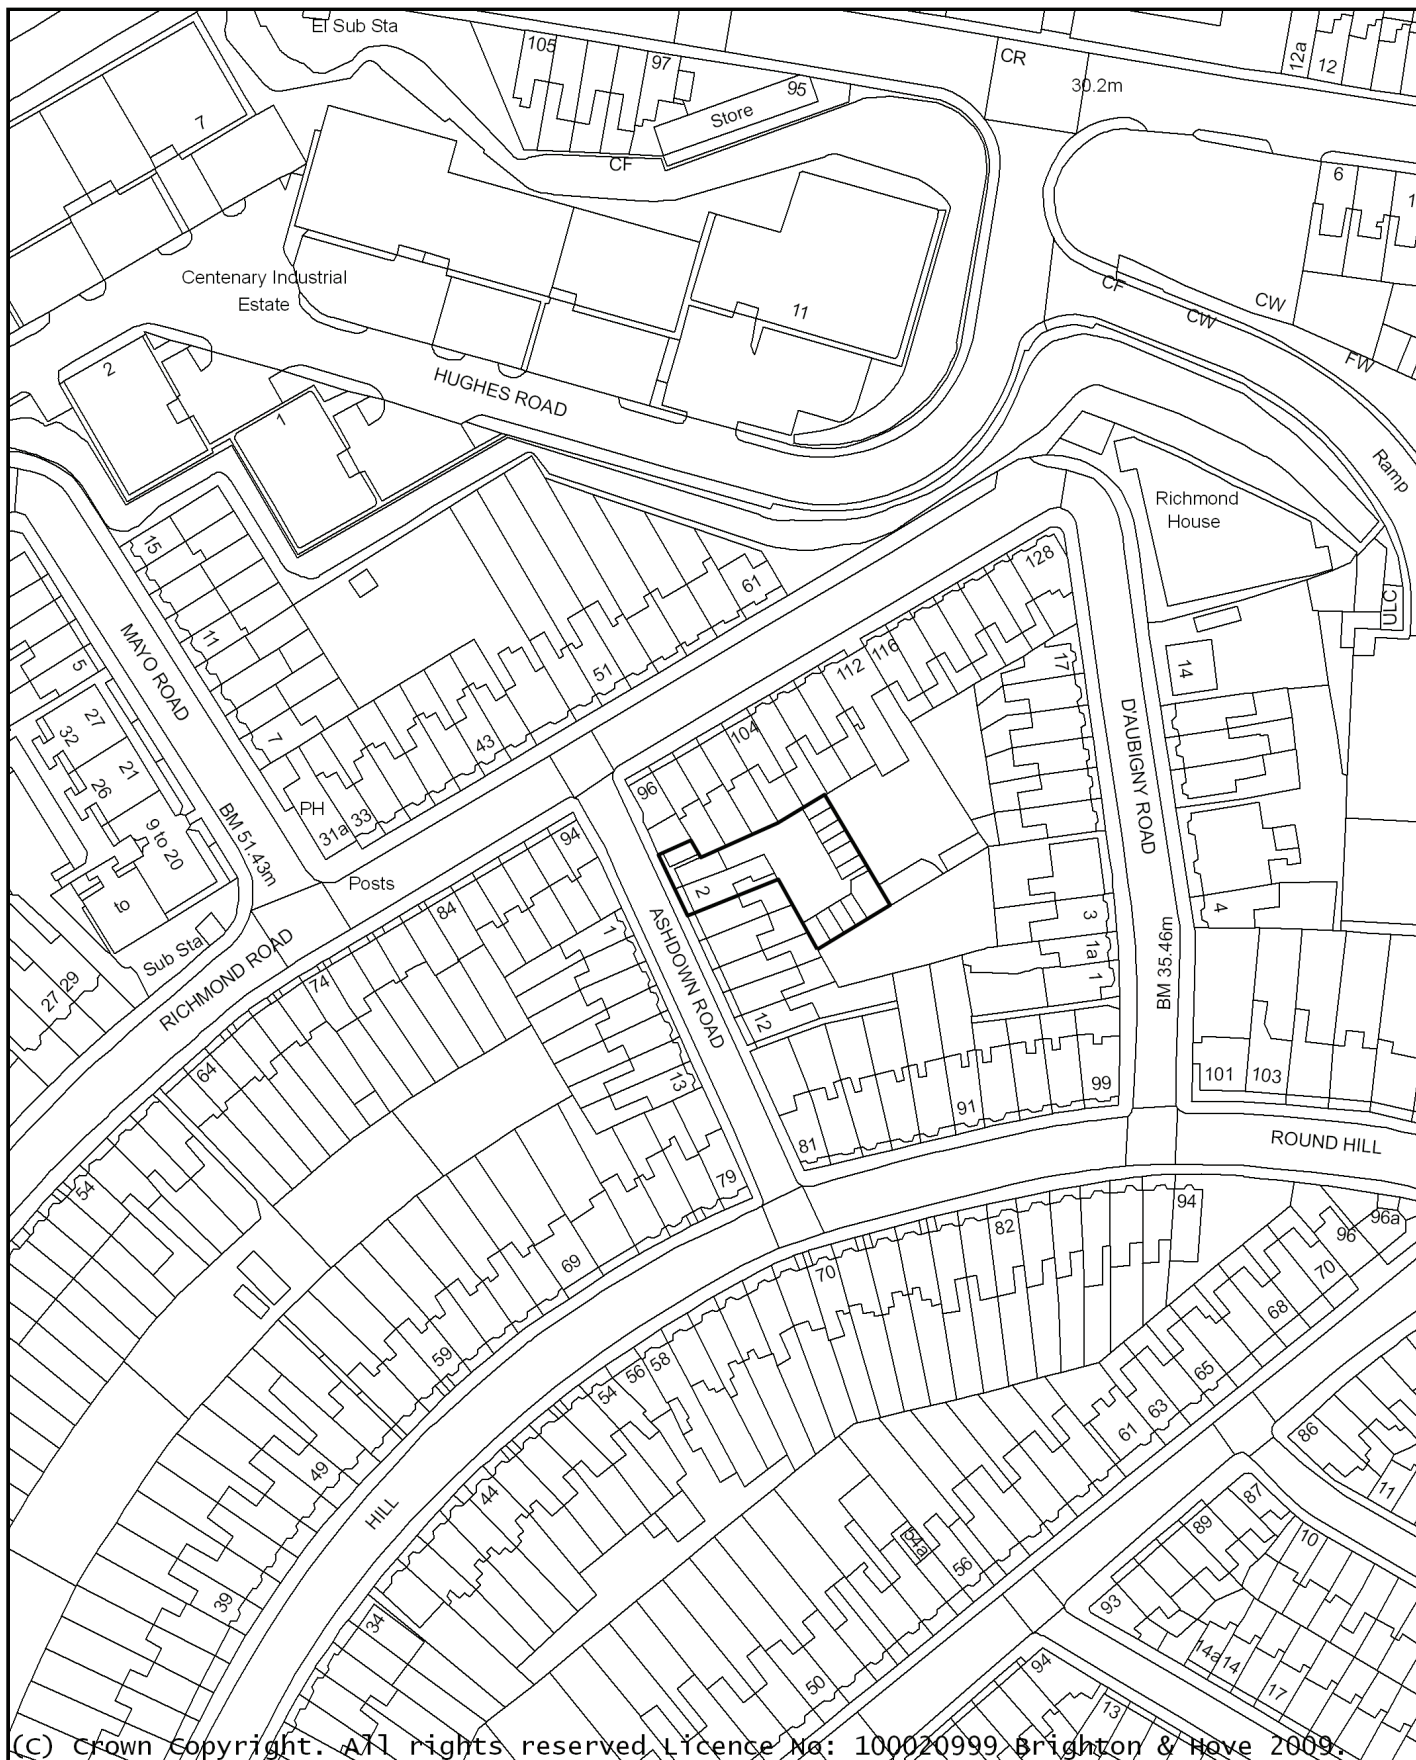 El Sub Sta
105
97
95
Store
CF
CR
30.2m
12a
12
7
6
1
Centenary Industrial
Estate
11
CF
CW
CW
FW
2
1
HUGHES ROAD
Ramp
Richmond
House
ULC
15
11
7
MAYO ROAD
5
27
32
21
26
9 to 20
to
BM 51.43m
PH
31a
33
43
51
61
128
116
112
104
96
17
14
D'AUBIGNY ROAD
Posts
94
84
74
64
54
2
ASHDOWN ROAD
1
12
13
3
1a
1
4
BM 35.46m
Sub Sta
RICHMOND ROAD
27
29
101
103
99
91
81
79
ROUND HILL
69
59
49
39
94
82
70
96a
96
70
68
65
63
61
58
56
54
44
34
HILL
54a
56
50
86
11
87
89
10
93
14a
14
17
94
13
(C) Crown Copyright. All rights reserved Licence No: 100020999 Brighton & Hove 2009.